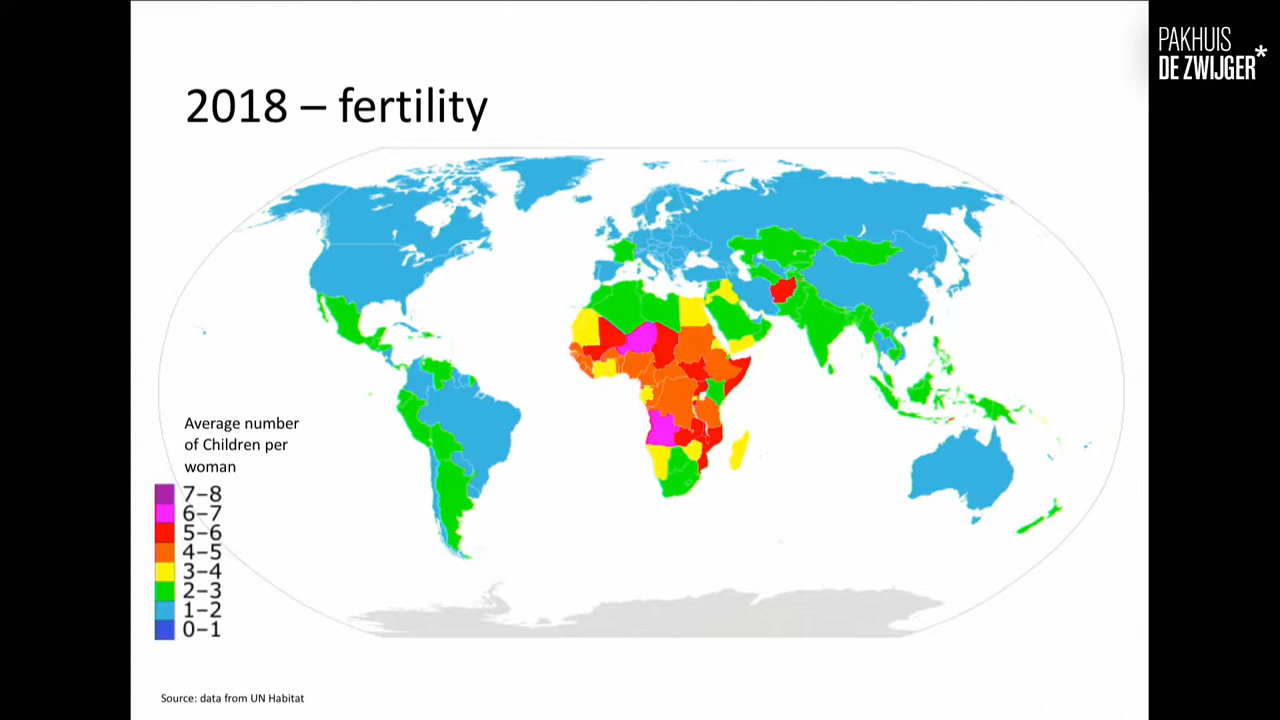 PAKHUIS
DE ZWIJGER*
2018 – fertility
Average number
of Children per
woman
7–8
6–7
5–6
4–5
3–4
2–3
1–2
0–1
Source: data from UN Habitat